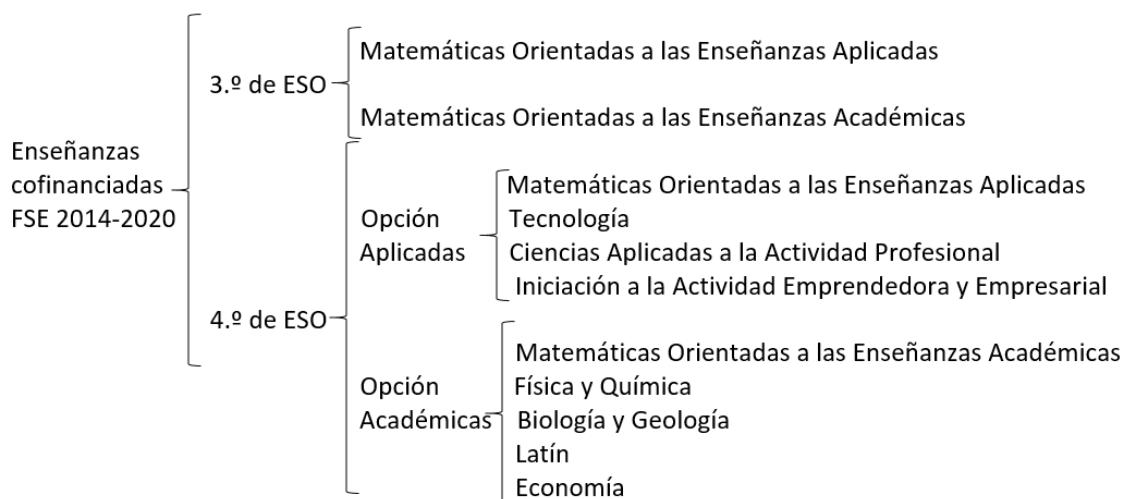 Enseñanzas
cofinanciadas
FSE 2014-2020
3.º de ESO
Matemáticas Orientadas a las Enseñanzas Aplicadas
Matemáticas Orientadas a las Enseñanzas Académicas
4.º de ESO
Opción
Aplicadas
Matemáticas Orientadas a las Enseñanzas Aplicadas
Tecnología
Ciencias Aplicadas a la Actividad Profesional
Iniciación a la Actividad Emprendedora y Empresarial
Opción
Académicas
Matemáticas Orientadas a las Enseñanzas Académicas
Física y Química
Biología y Geología
Latín
Economía